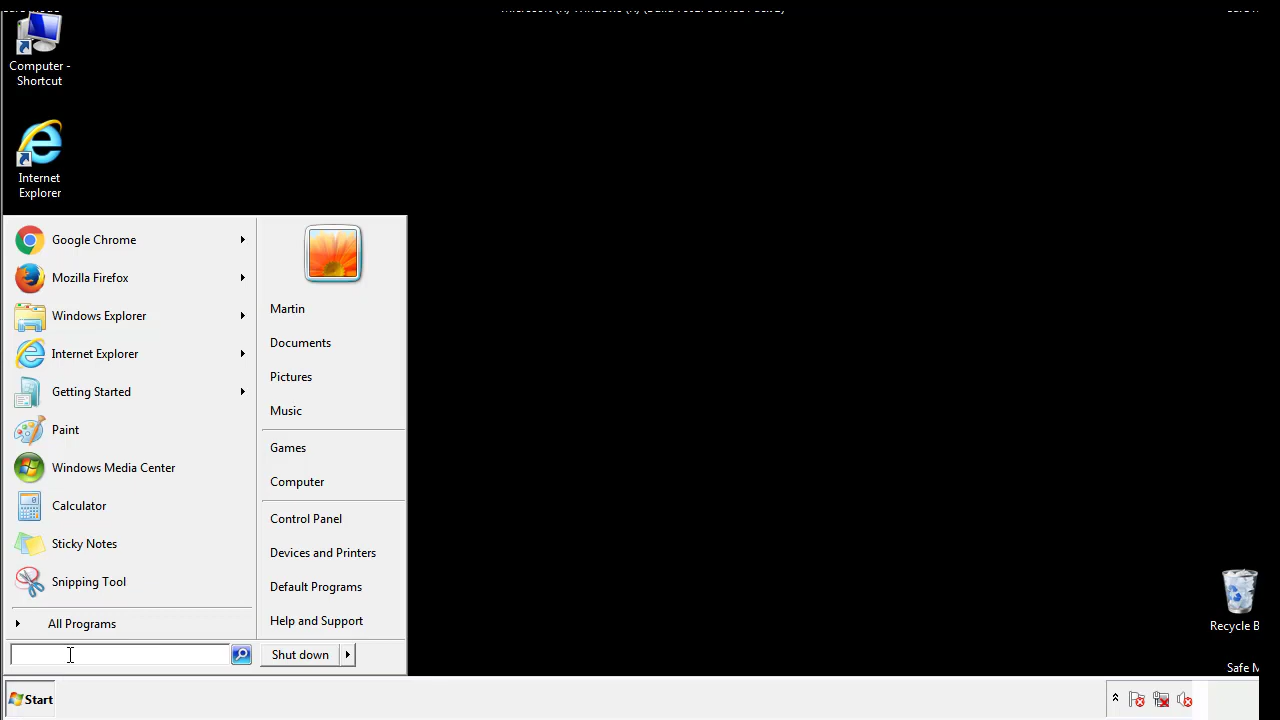 Computer -
Shortcut
Internet
Explorer
Google Chrome
Mozilla Firefox
Windows Explorer
Internet Explorer
Getting Started
Paint
Windows Media Center
Calculator
Sticky Notes
Snipping Tool
All Programs
Martin
Documents
Pictures
Music
Games
Computer
Control Panel
Devices and Printers
Default Programs
Help and Support
Shut down
Recycle B
Safe M
Start